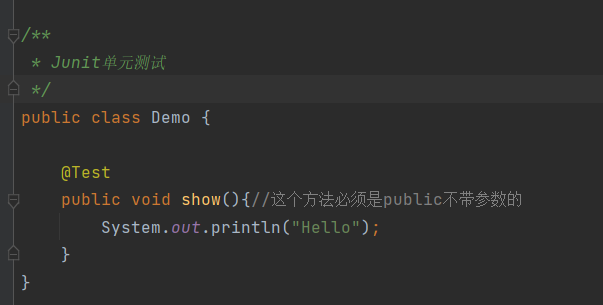 /**
 * Junit单元测试
 */
public class Demo {
    @Test
    public void show(){//这个方法必须是public不带参数的
        System.out.println("Hello");
    }
}